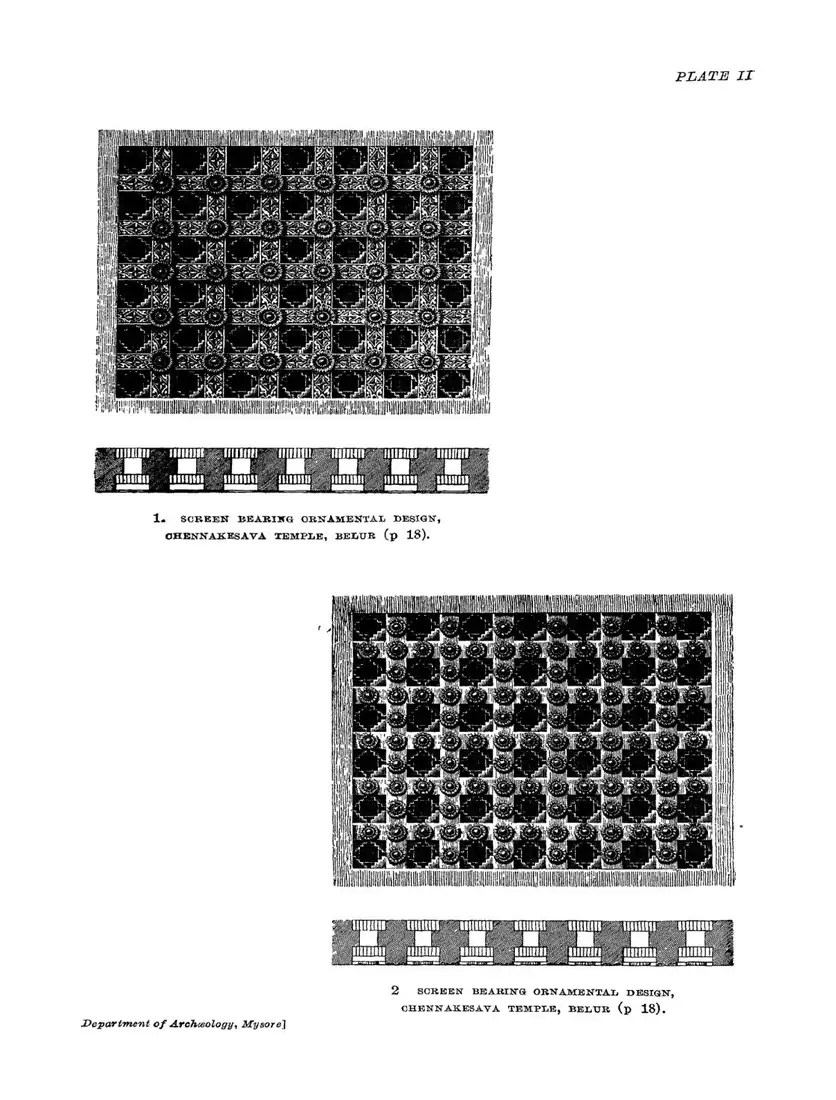 PLATE II
1. SCREEN BEARING ORNAMENTAL DESIGN,
CHENNAKESAVA TEMPLE, BELUR (p 18).
2 SCREEN BEARING ORNAMENTAL DESIGN,
CHENNAKESAVA TEMPLE, BELUR (p 18).
Department of Archæology, Mysore]